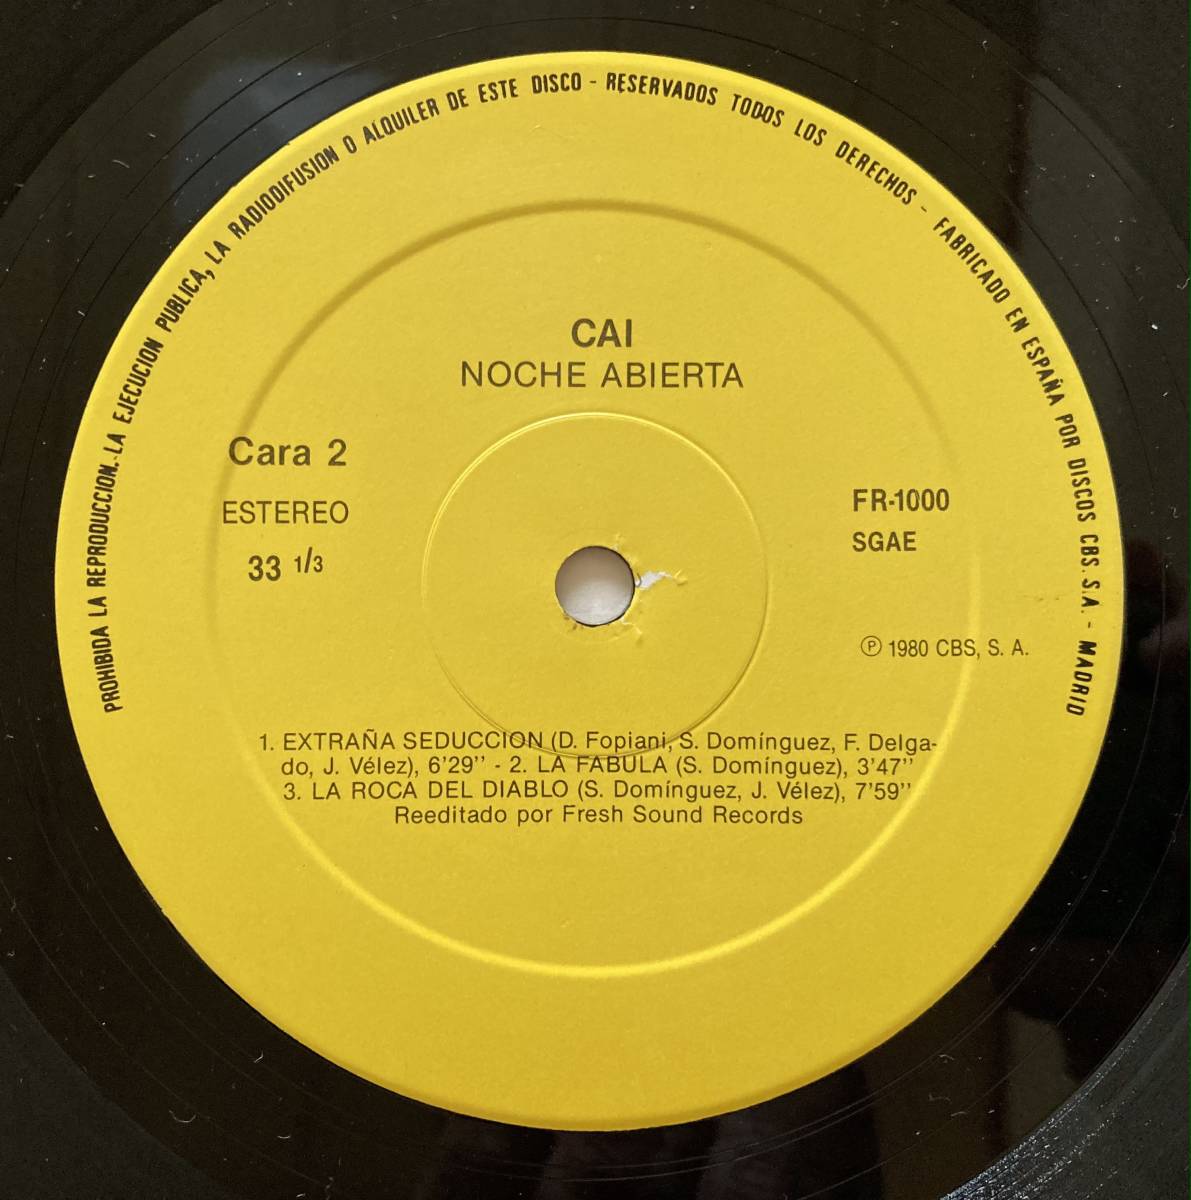 PROHIBIDA LA REPRODUCCION.-LA EJECUCION PUBLICA, LA RADIODIFUSION O ALQUILER DE ESTE DISCO - RESERVADOS TODOS LOS DERECHOS - FABRICADO EN ESPAÑA POR DISCOS CBS. S.A. - MADRID
CAI
NOCHE ABIERTA
Cara 2
ESTEREO
33 1/3
FR-1000
SGAE
℗ 1980 CBS, S. A.
1. EXTRAÑA SEDUCCION (D. Fopiani, S. Domínguez, F. Delga-
do, J. Vélez), 6'29'' - 2. LA FABULA (S. Domínguez), 3'47''
3. LA ROCA DEL DIABLO (S. Domínguez, J. Vélez), 7'59''
Reeditado por Fresh Sound Records